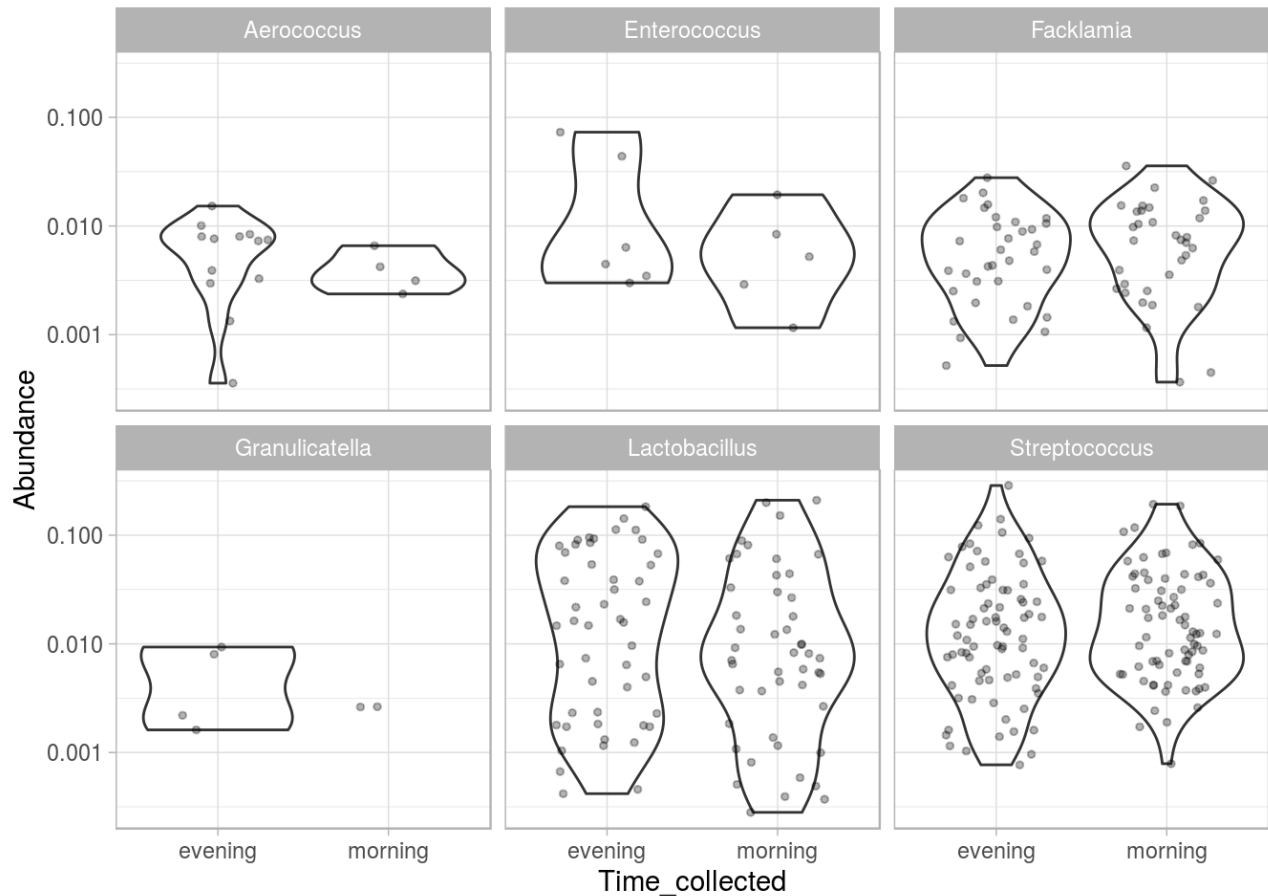 Aerococcus
Enterococcus
Facklamia
0.100
0.010
0.001
Abundance
Granulicatella
Lactobacillus
Streptococcus
0.100
0.010
0.001
evening
morning
evening
morning
evening
morning
Time_collected